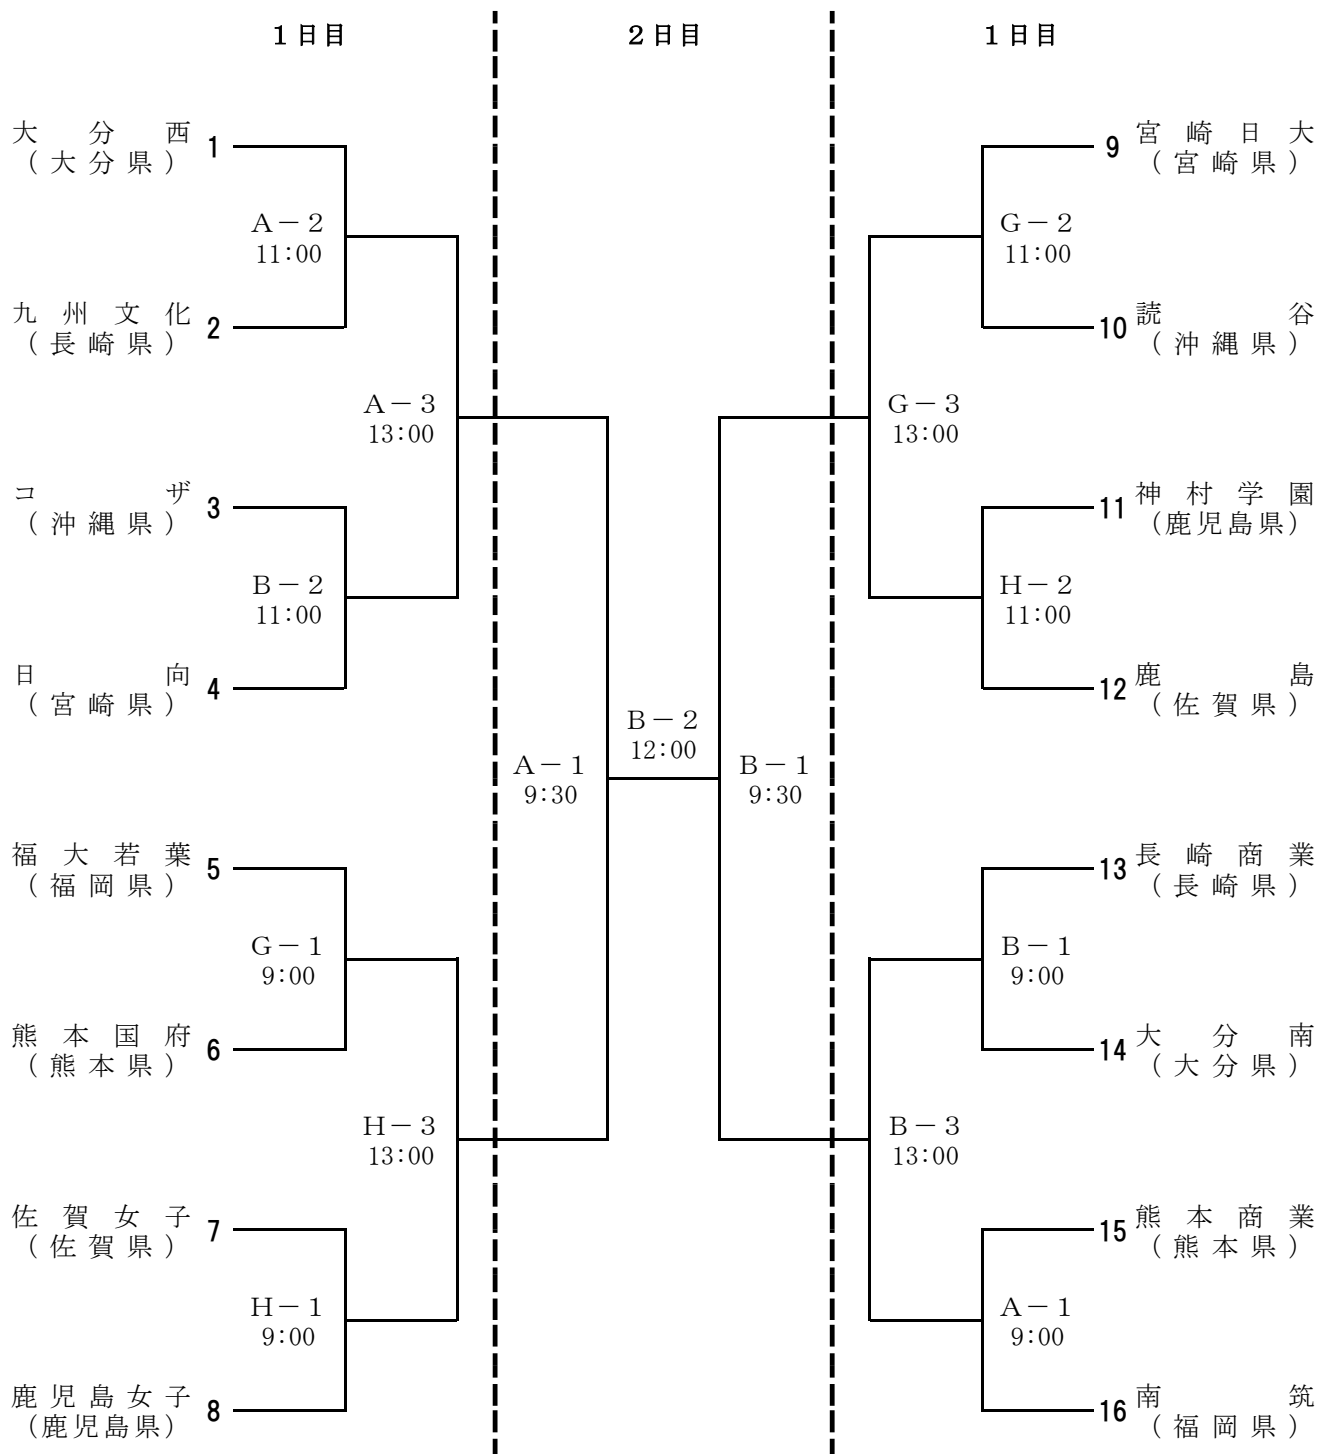 １日目
２日目
１日目
大分西 1
（大分県）
A－2
11:00
九州文化 2
（長崎県）
A－3
13:00
コザ 3
（沖縄県）
B－2
11:00
日向 4
（宮崎県）
福大若葉 5
（福岡県）
G－1
9:00
熊本国府 6
（熊本県）
H－3
13:00
佐賀女子 7
（佐賀県）
H－1
9:00
鹿児島女子 8
（鹿児島県）
A－1
9:30
B－2
12:00
B－1
9:30
9 宮崎日大
（宮崎県）
G－2
11:00
10 読谷
（沖縄県）
G－3
13:00
11 神村学園
（鹿児島県）
H－2
11:00
12 鹿島
（佐賀県）
13 長崎商業
（長崎県）
B－1
9:00
14 大分南
（大分県）
B－3
13:00
15 熊本商業
（熊本県）
A－1
9:00
16 南筑
（福岡県）